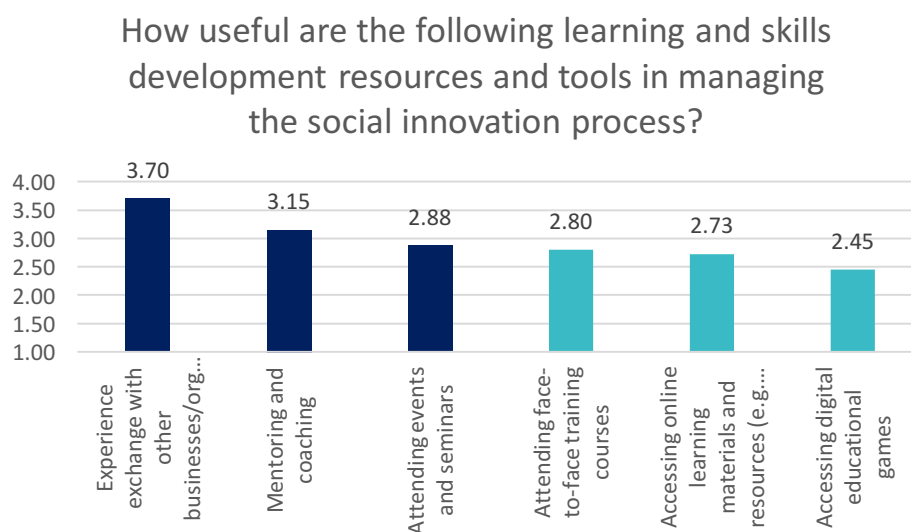 How useful are the following learning and skills
development resources and tools in managing
the social innovation process?
3.70
3.15
2.88
2.80
2.73
2.45
4.00
3.50
3.00
2.50
2.00
1.50
1.00
Experience
exchange with
other
businesses/org...
Mentoring and
coaching
Attending events
and seminars
Attending face-
to-face training
courses
Accessing online
learning
materials and
resources (e.g....
Accessing digital
educational
games